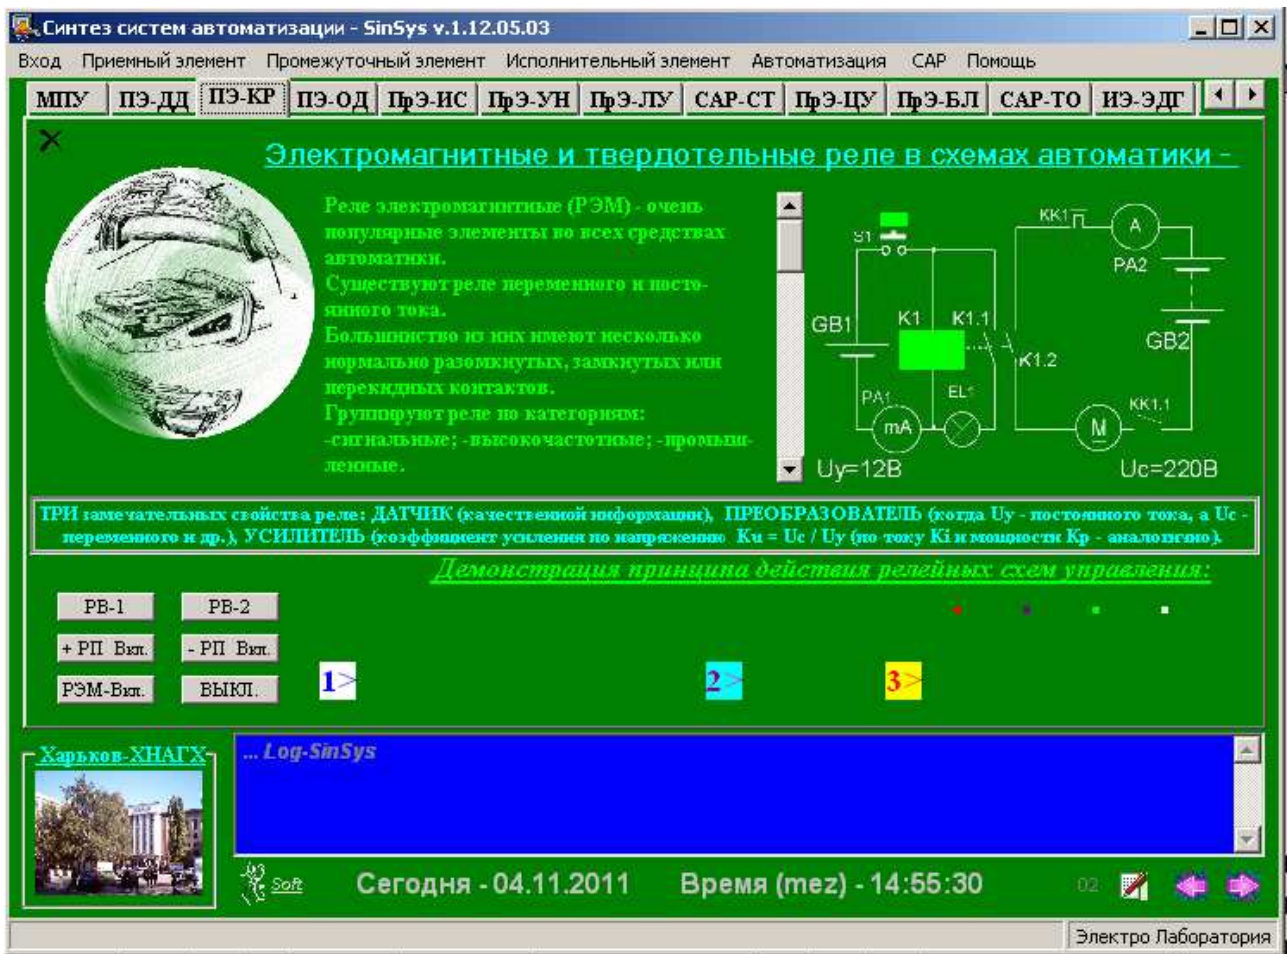 Синтез систем автоматизации - SinSys v.1.12.05.03
Вход Приемный элемент Промежуточный элемент Исполнительный элемент Автоматизация САР Помощь
МПУ ПЭ-ДД ПЭ-КР ПЭ-ОД ПрЭ-ИС ПрЭ-УН ПрЭ-ЛУ САР-СТ ПрЭ-ЦУ ПрЭ-БЛ САР-ТО ИЭ-ЭДГ
Электромагнитные и твердотельные реле в схемах автоматики -
Реле электромагнитные (РЭМ) - очень
популярные элементы во всех средствах
автоматики.
Существуют реле переменного и посто-
янного тока.
Большинство из них имеют несколько
нормально разомкнутых, замкнутых или
перекидных контактов.
Группируют реле по категориям:
-сигнальные; -высокочастотные; -промыш-
ленные.
S1
KK1
A
PA2
GB1
K1
K1.1
K1.2
GB2
PA1
mA
EL1
M
KK1.1
Uy=12В
Uc=220В
ТРИ замечательных свойства реле: ДАТЧИК (качественной информации), ПРЕОБРАЗОВАТЕЛЬ (когда Uy - постоянного тока, а Uc -
переменного и др.), УСИЛИТЕЛЬ (коэффициент усиления по напряжению Ku = Uc / Uy (по току Ki и мощности Кр - аналогично).
Демонстрация принципа действия релейных схем управления:
РВ-1 РВ-2
+ РП Вкл. - РП Вкл.
РЭМ-Вкл. ВЫКЛ.
1> 2> 3>
Харьков-ХНАГХ
... Log-SinSys
Soft
Сегодня - 04.11.2011 Время (mez) - 14:55:30
02
Электро Лаборатория